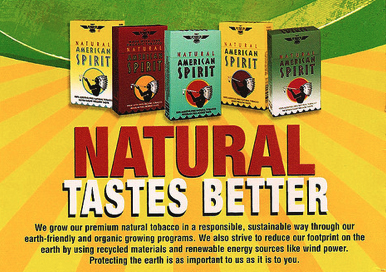 NATURAL
AMERICAN
SPIRIT
NATURAL
AMERICAN
SPIRIT
NATURAL
AMERICAN
SPIRIT
NATURAL
AMERICAN
SPIRIT
NATURAL
AMERICAN
SPIRIT
NATURAL
TASTES BETTER
We grow our premium natural tobacco in a responsible, sustainable way through our
earth-friendly and organic growing programs. We also strive to reduce our footprint on the
earth by using recycled materials and renewable energy sources like wind power.
Protecting the earth is as important to us as it is to you.